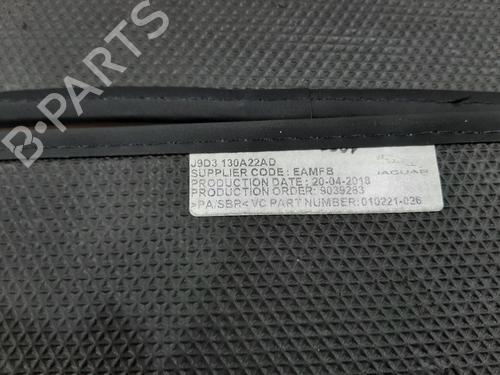 B-PARTS
J9D3 130A22AD
SUPPLIER CODE : EAMFB
PRODUCTION DATE : 20-04-2018
PRODUCTION ORDER: 9039283
>PA/SBR< VC PART NUMBER: 010221-026
JAGUAR